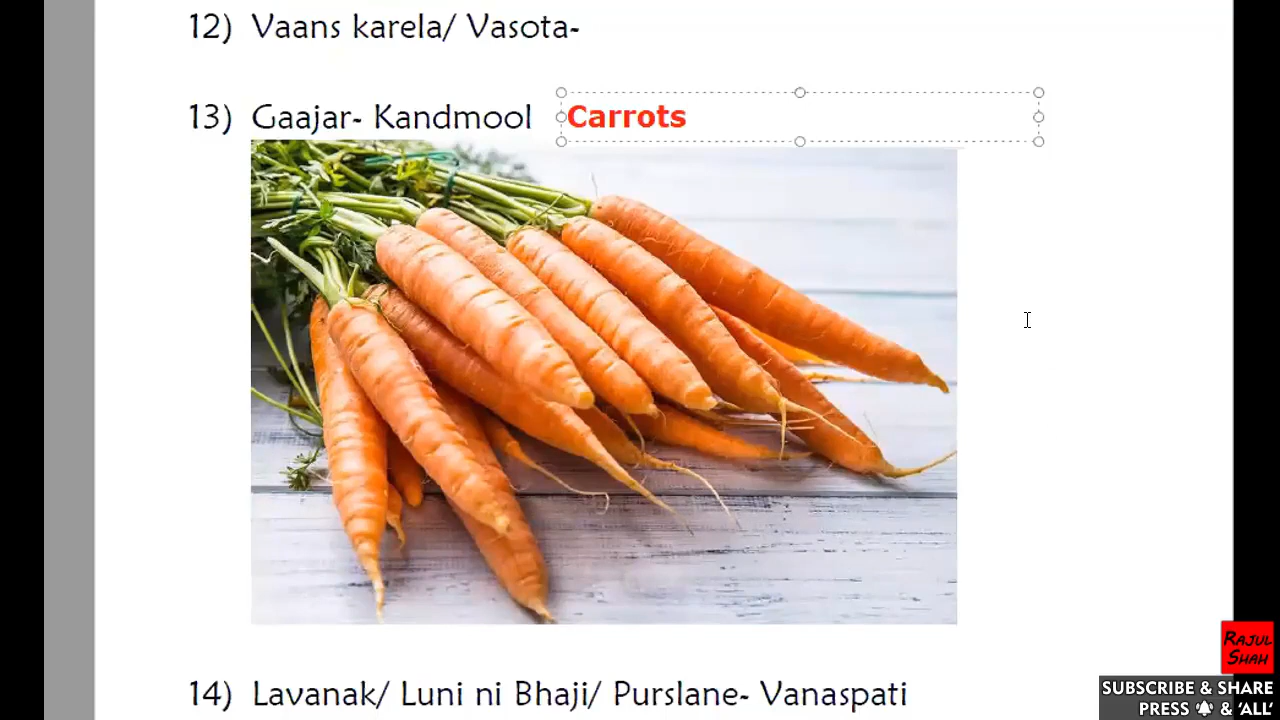 12) Vaans karela/ Vasota-
13) Gaajar- Kandmool Carrots
14) Lavanak/ Luni ni Bhaji/ Purslane- Vanaspati
RAJUL
SHAH
SUBSCRIBE & SHARE
PRESS & 'ALL'